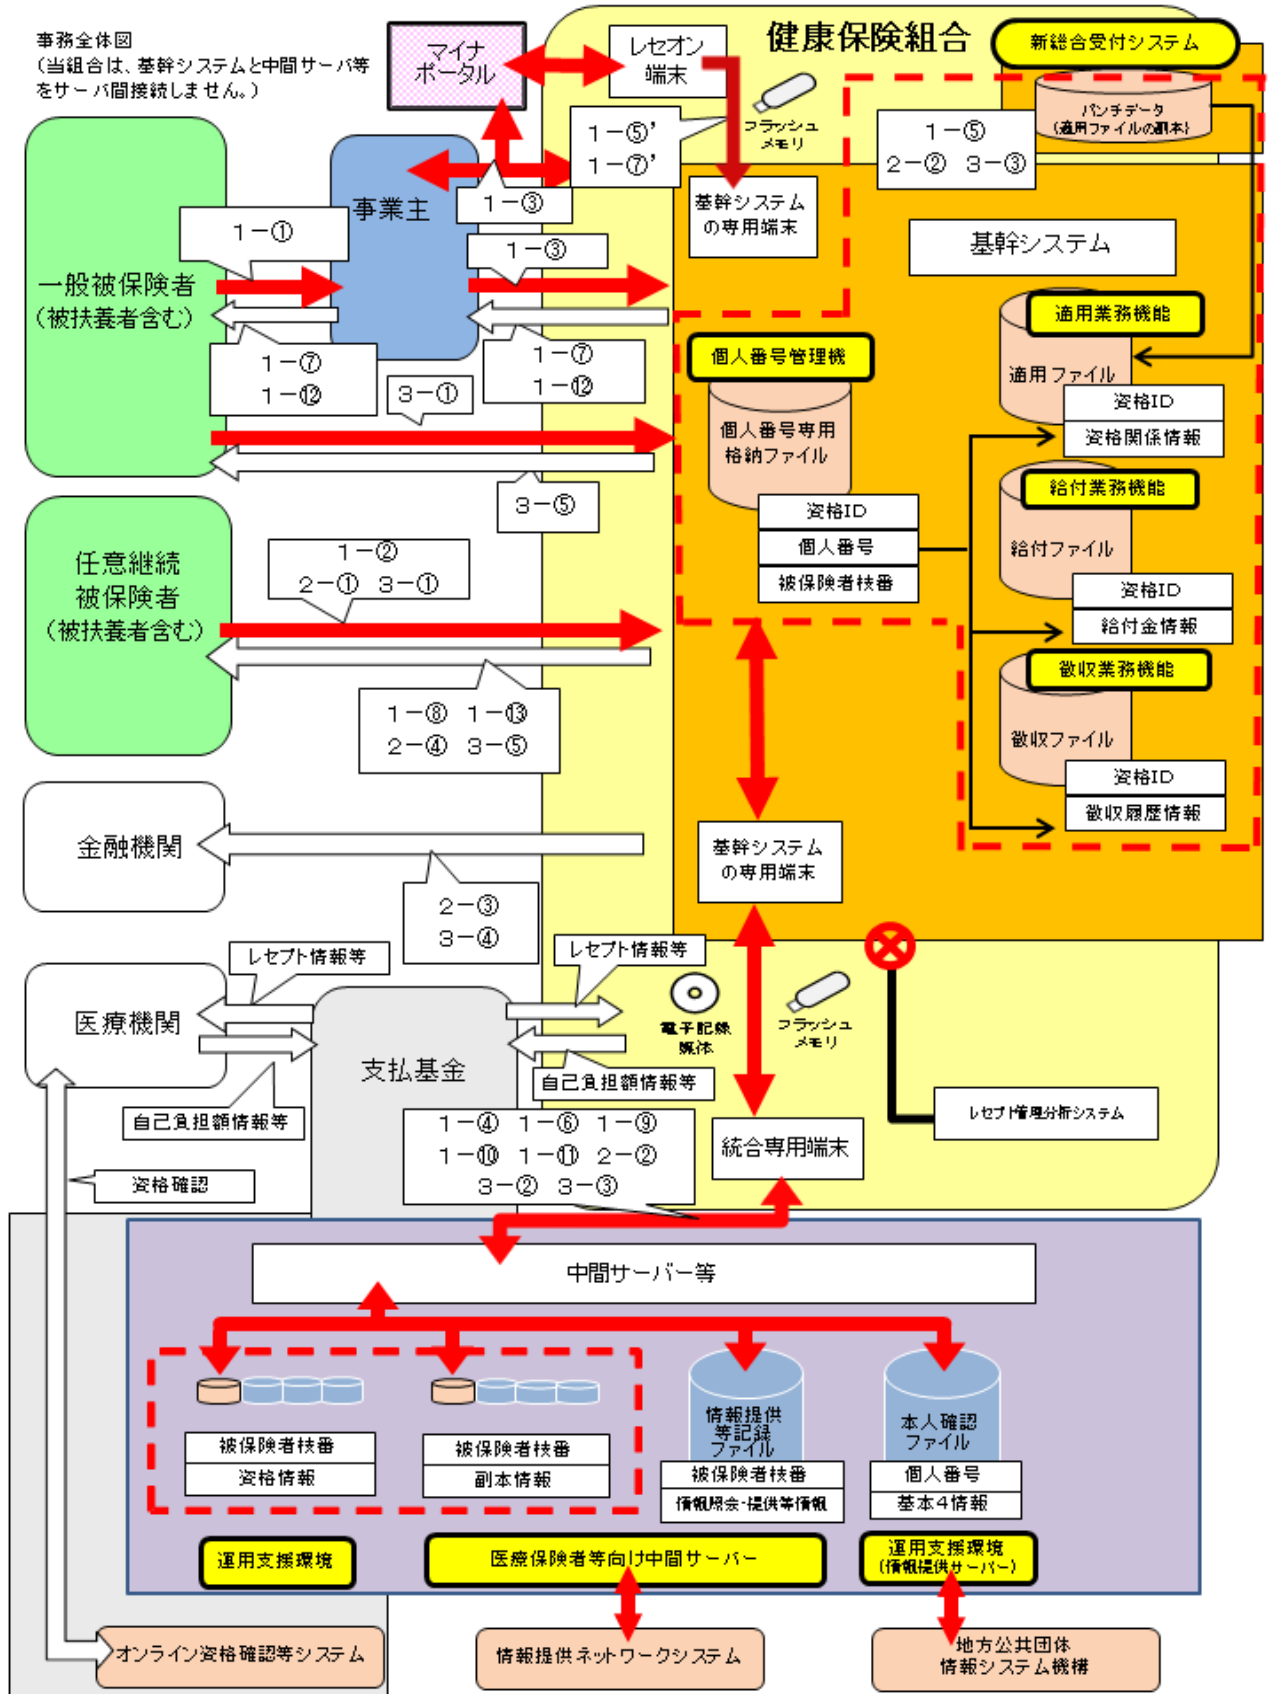 事務全体図
(当組合は、基幹システムと中間サーバ等
をサーバ間接続しません。)
マイナ
ポータル
レセオン
端末
健康保険組合
新総合受付システム
パンチデータ
(適用ファイルの副本)
フラッシュ
メモリ
1-⑤’
1-⑦’
1-⑤
2-② 3-③
基幹システム
の専用端末
基幹システム
事業主
1-①
1-③
1-③
一般被保険者
(被扶養者含む)
1-⑦
1-⑫
1-⑦
1-⑫
3-①
3-⑤
個人番号管理機
個人番号専用
格納ファイル
資格ID
個人番号
被保険者枝番
適用業務機能
適用ファイル
資格ID
資格関係情報
給付業務機能
給付ファイル
資格ID
給付金情報
徴収業務機能
徴収ファイル
資格ID
徴収履歴情報
任意継続
被保険者
(被扶養者含む)
1-②
2-① 3-①
1-⑧ 1-⑬
2-④ 3-⑤
金融機関
2-③
3-④
基幹システム
の専用端末
医療機関
レセプト情報等
レセプト情報等
支払基金
自己負担額情報等
自己負担額情報等
電子記録
媒体
フラッシュ
メモリ
レセプト管理分析システム
統合専用端末
1-④ 1-⑥ 1-⑨
1-⑩ 1-⑪ 2-②
3-② 3-③
資格確認
中間サーバー等
被保険者枝番
資格情報
被保険者枝番
副本情報
情報提供
等記録
ファイル
被保険者枝番
情報照会・提供等情報
本人確認
ファイル
個人番号
基本4情報
運用支援環境
医療保険者等向け中間サーバー
運用支援環境
(情報提供サーバー)
オンライン資格確認等システム
情報提供ネットワークシステム
地方公共団体
情報システム機構